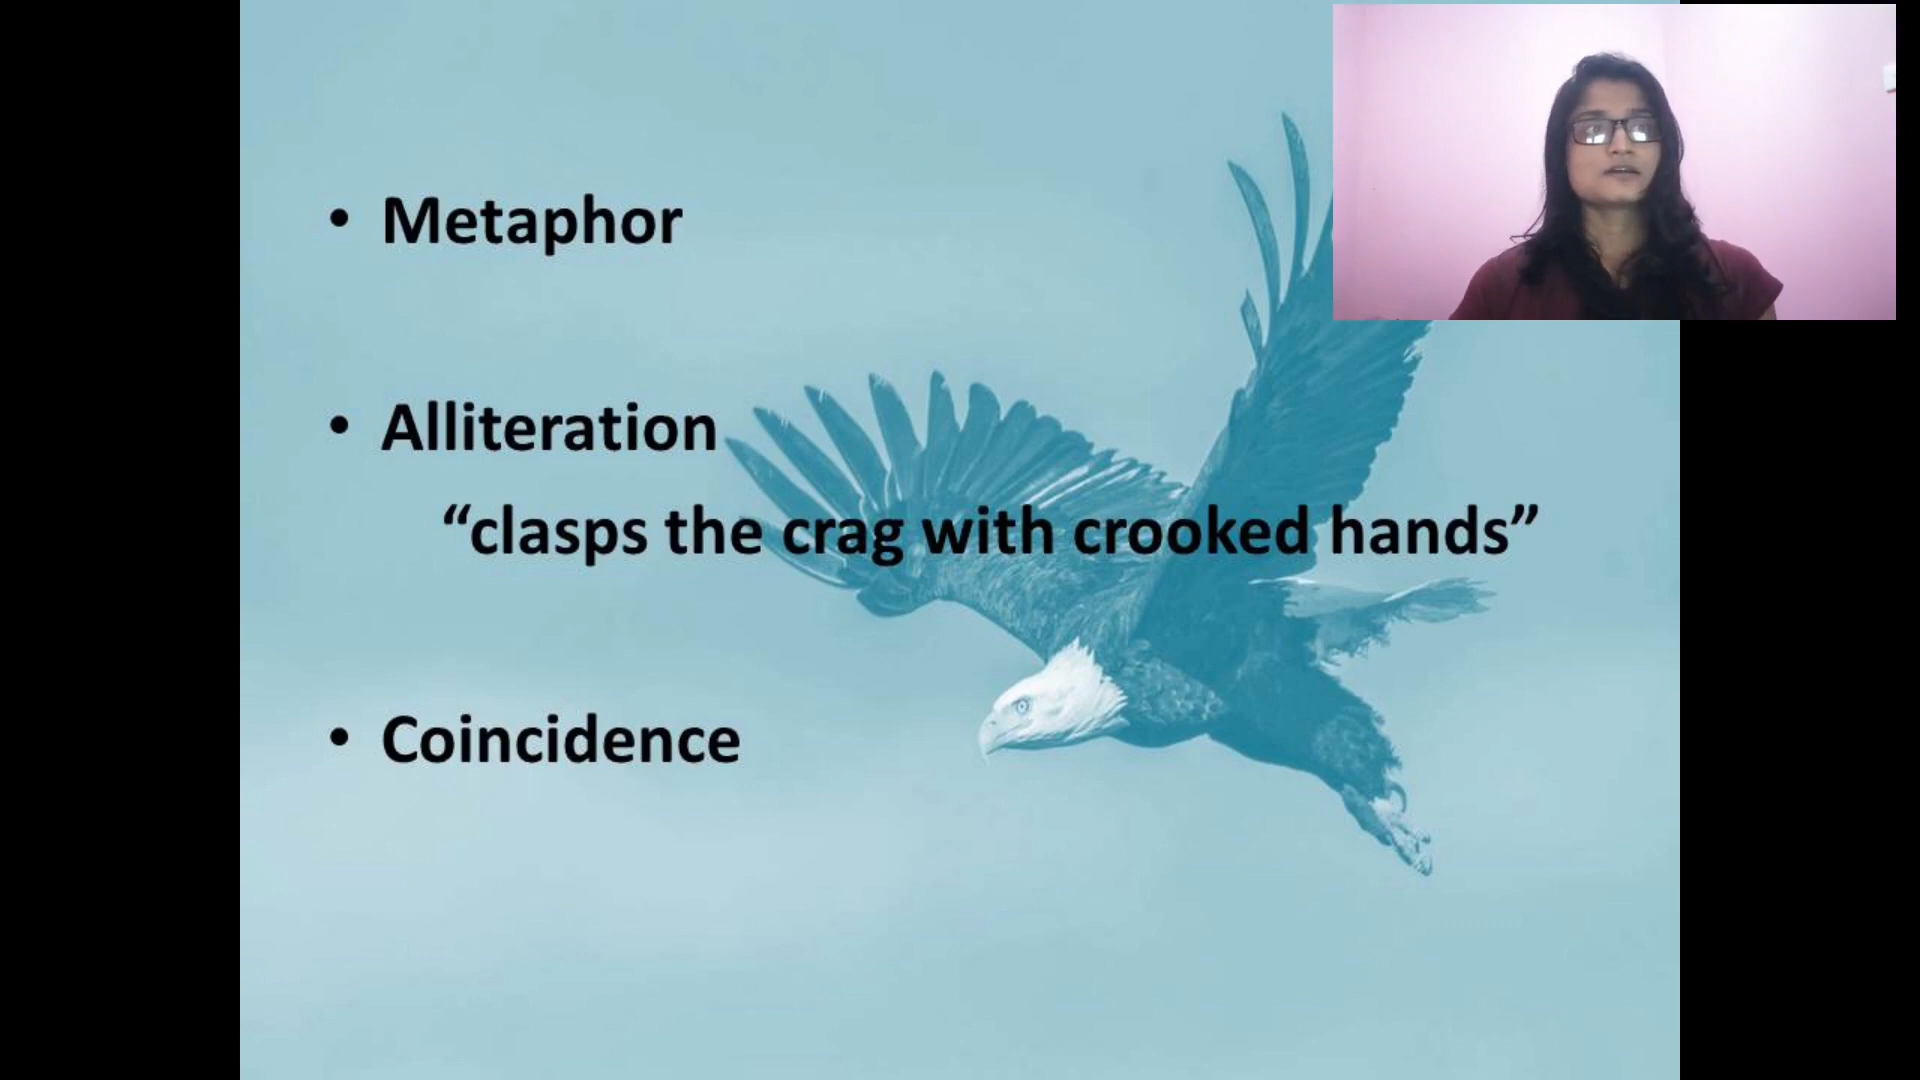 • Metaphor
• Alliteration
“clasps the crag with crooked hands”
• Coincidence